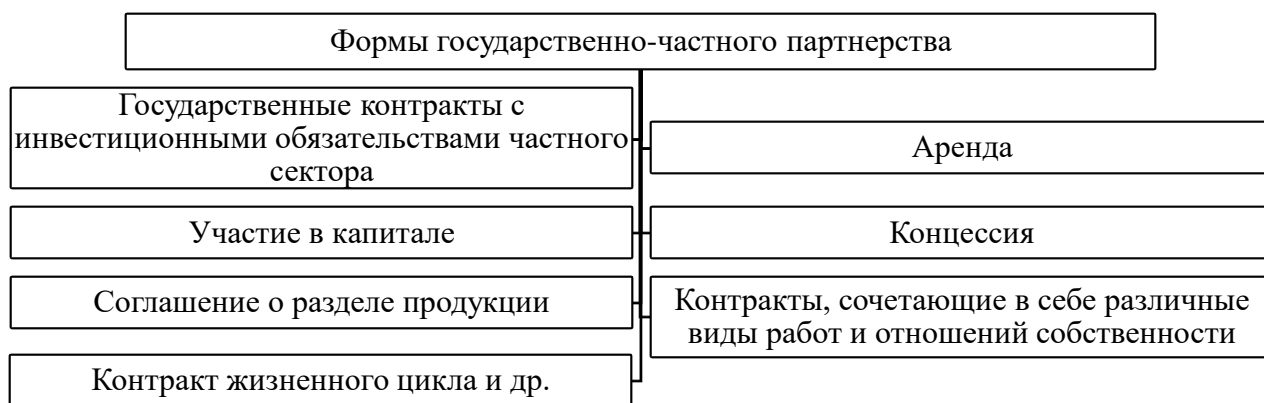 Формы государственно-частного партнерства
Государственные контракты с
инвестиционными обязательствами частного
сектора
Аренда
Участие в капитале
Концессия
Соглашение о разделе продукции
Контракты, сочетающие в себе различные
виды работ и отношений собственности
Контракт жизненного цикла и др.